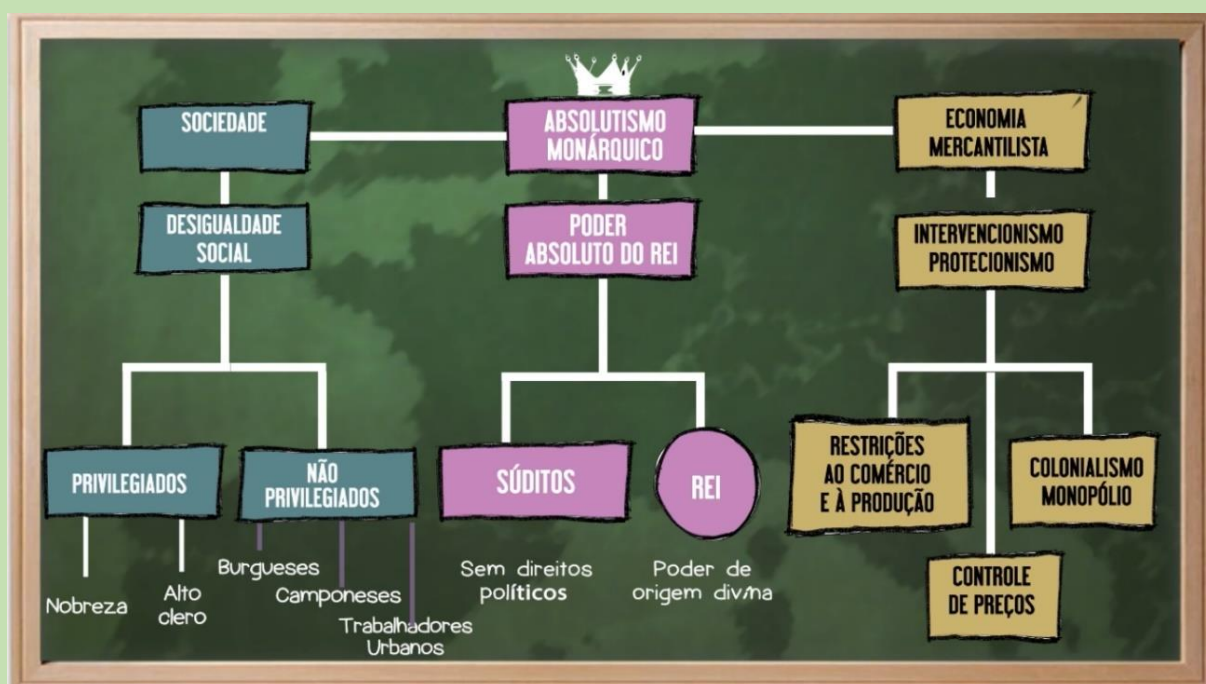 SOCIEDADE
ABSOLUTISMO
MONÁRQUICO
ECONOMIA
MERCANTILISTA
DESIGUALDADE
SOCIAL
PODER
ABSOLUTO DO REI
INTERVENCIONISMO
PROTECIONISMO
PRIVILEGIADOS
NÃO
PRIVILEGIADOS
SÚDITOS
REI
RESTRIÇÕES
AO COMÉRCIO
E À PRODUÇÃO
COLONIALISMO
MONOPÓLIO
Nobreza
Alto
clero
Burgueses
Camponeses
Trabalhadores
Urbanos
Sem direitos
políticos
Poder de
origem divina
CONTROLE
DE PREÇOS